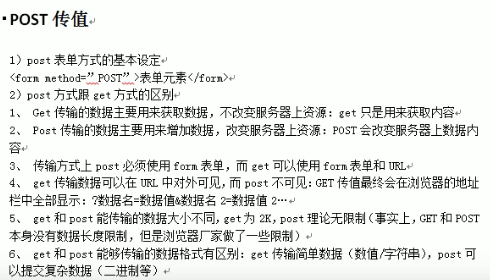 POST 传值
1）post 表单方式的基本设定
<form method=”POST”>表单元素</form>
2）post 方式跟 get 方式的区别
1、 Get 传输的数据主要用来获取数据，不改变服务器上资源：get 只是用来获取内容
2、 Post 传输的数据主要用来增加数据，改变服务器上资源：POST 会改变服务器上数据内
容
3、 传输方式上 post 必须使用 form 表单，而 get 可以使用 form 表单和 URL
4、 get 传输数据可以在 URL 中对外可见，而 post 不可见：GET 传值最终会在浏览器的地址
栏中全部显示：?数据名=数据值&数据名 2=数据值 2…
5、 get 和 post 能传输的数据大小不同，get 为 2K，post 理论无限制（事实上，GET 和 POST
本身没有数据长度限制，但是浏览器厂家做了一些限制）
6、 get 和 post 能够传输的数据格式有区别：get 传输简单数据（数值/字符串），post 可
以提交复杂数据（二进制等）